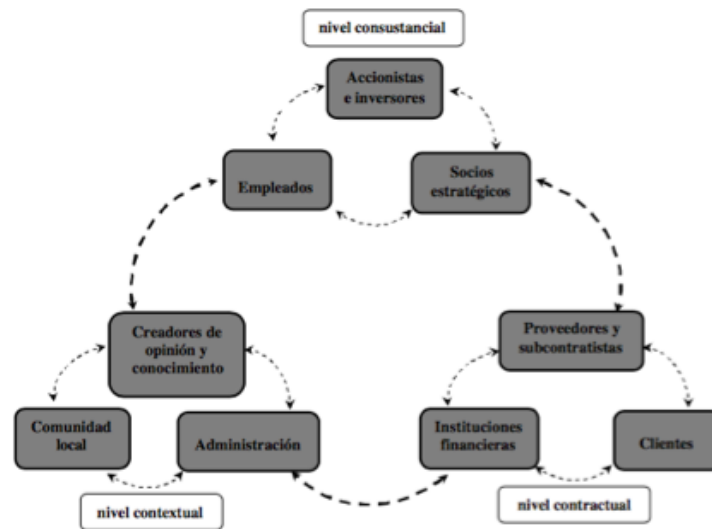 nivel consustancial
Accionistas
e inversores
Empleados
Socios
estratégicos
Creadores de
opinión y
conocimiento
Proveedores y
subcontratistas
Comunidad
local
Administración
Instituciones
financieras
Clientes
nivel contextual
nivel contractual